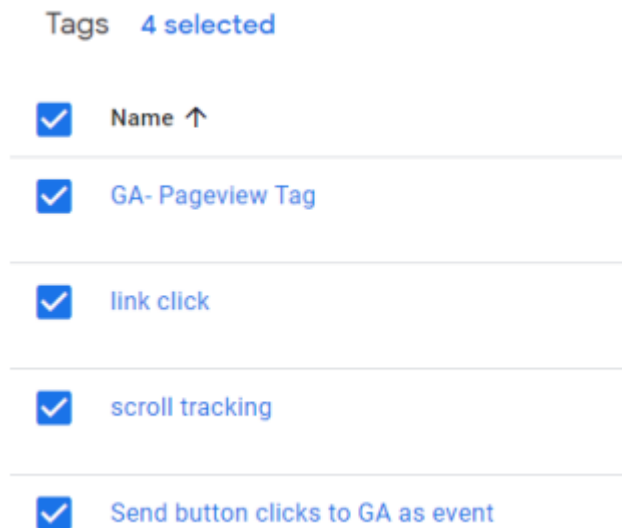 Tags 4 selected
Name ↑
GA- Pageview Tag
link click
scroll tracking
Send button clicks to GA as event